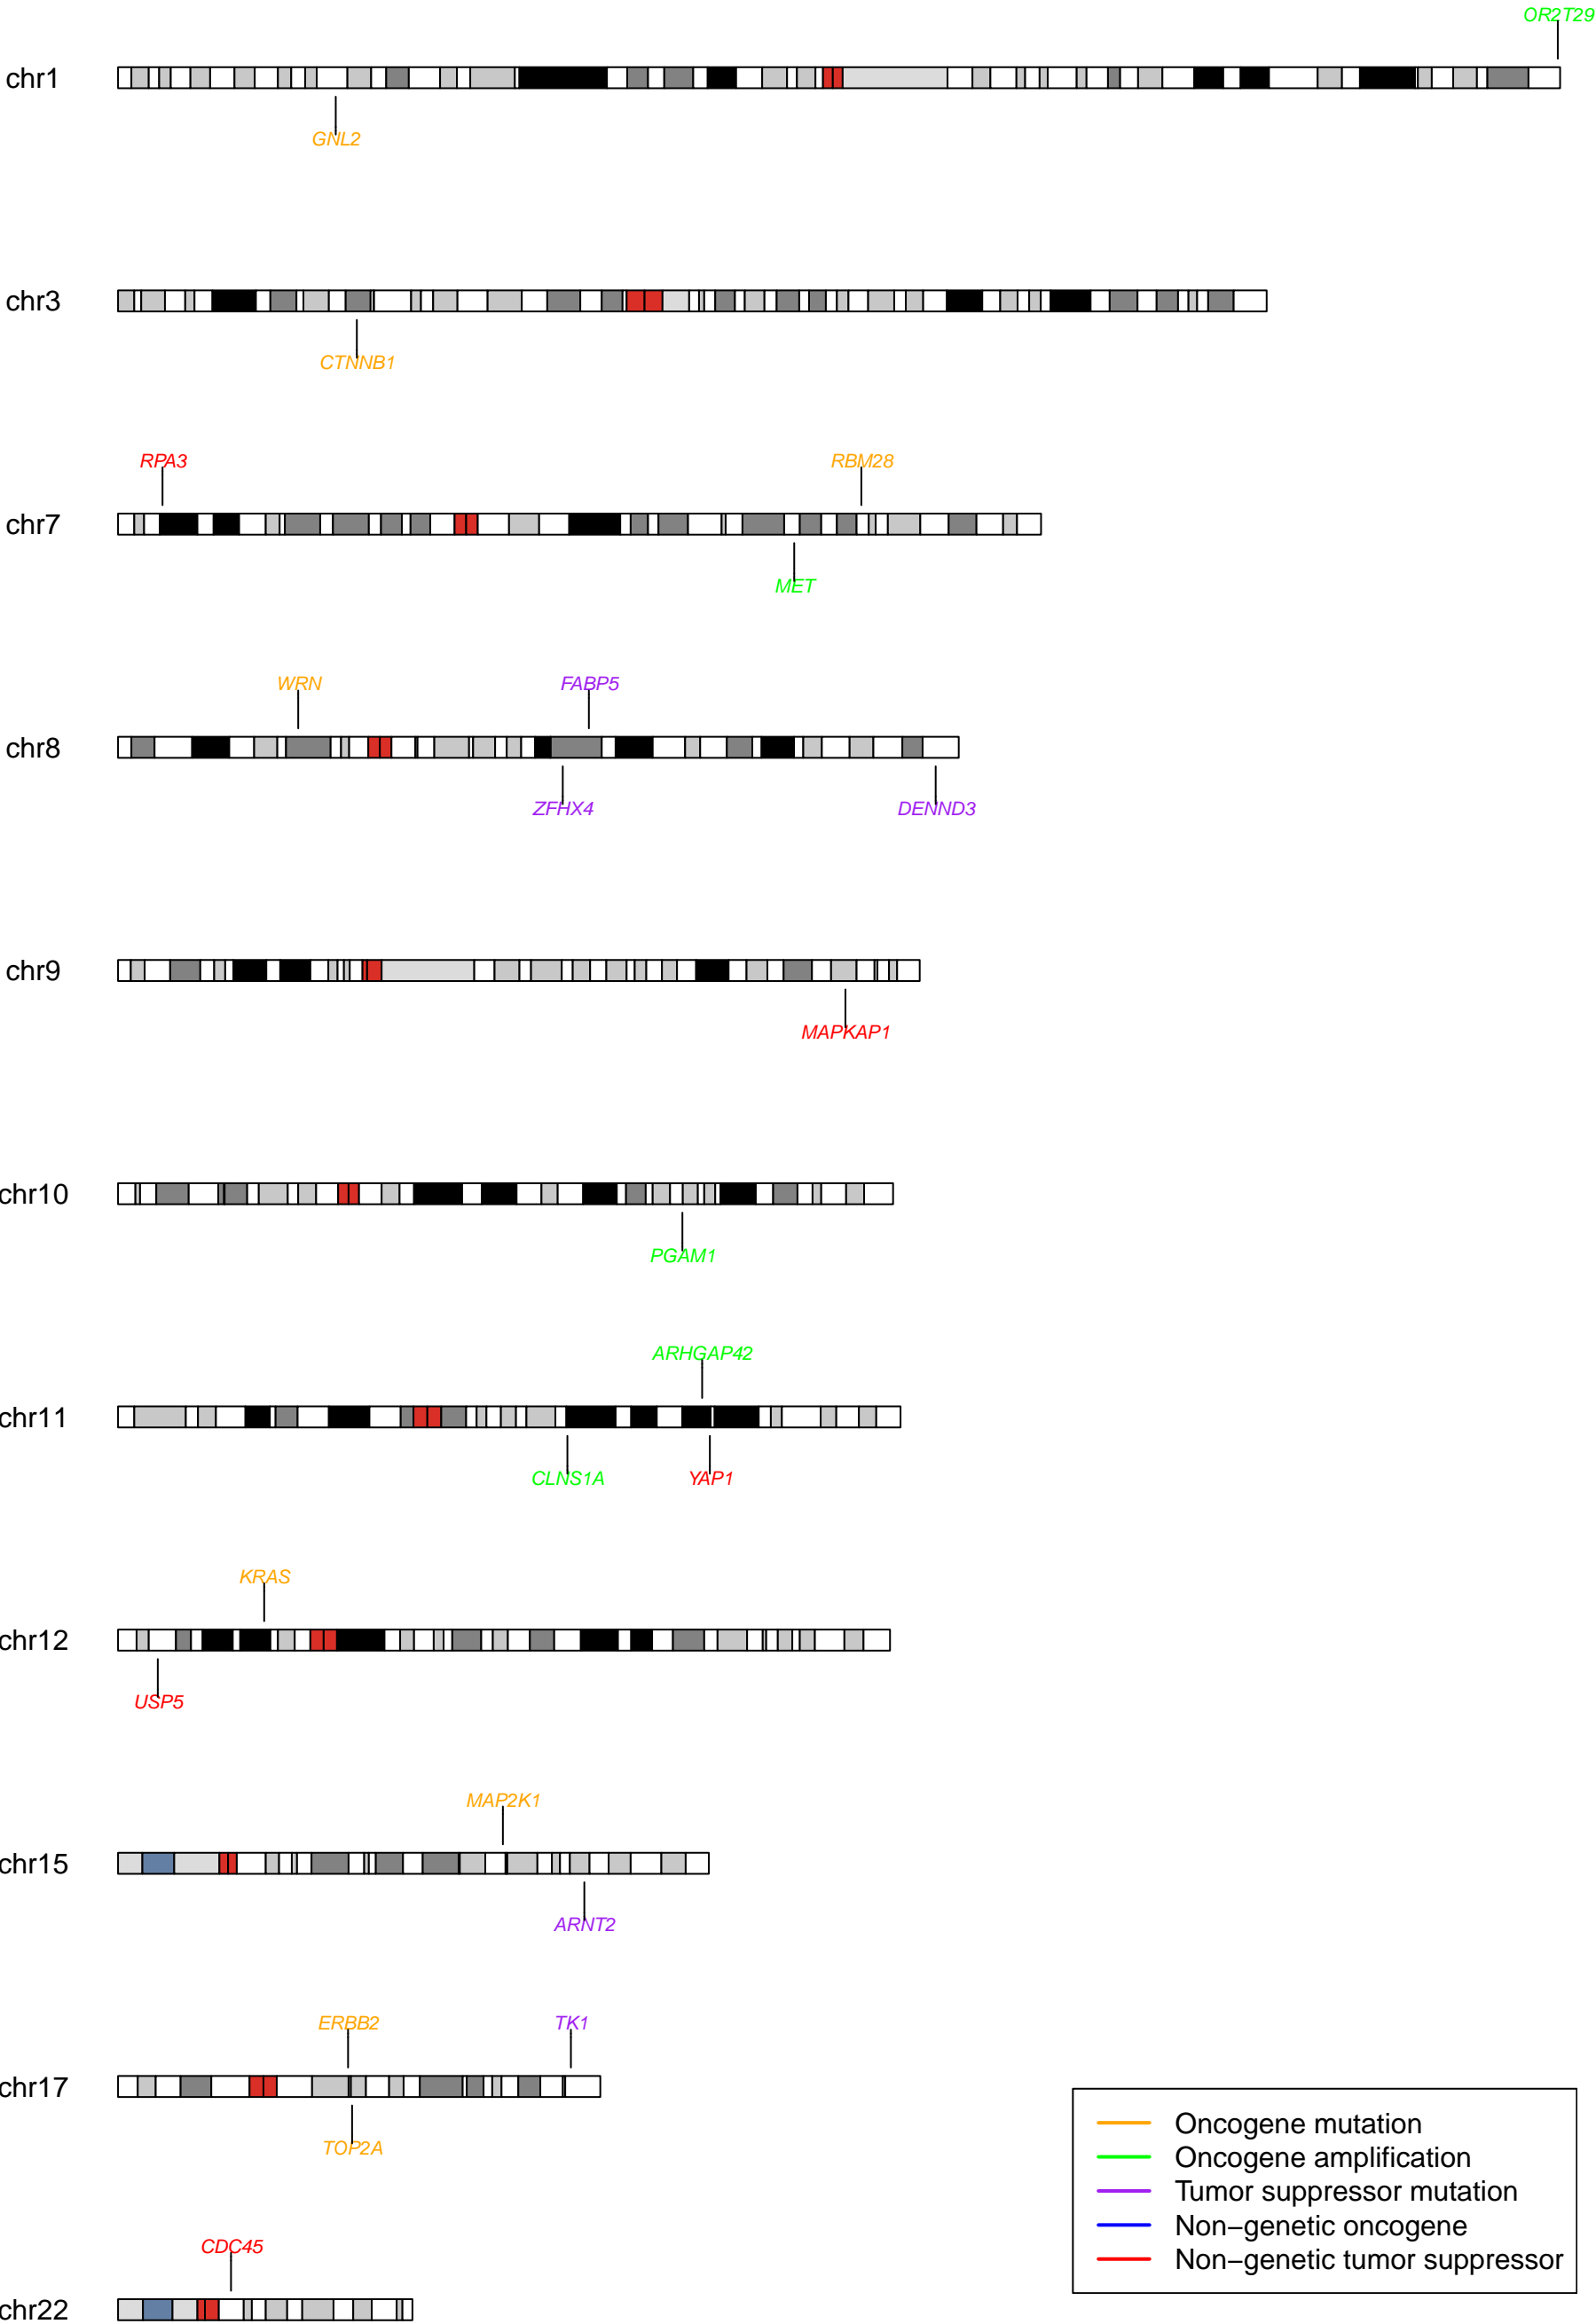 OR2T29
chr1
GNL2
chr3
CTNNB1
RPA3
RBM28
chr7
MET
WRN
FABP5
chr8
ZFHX4
DENND3
chr9
MAPKAP1
chr10
PGAM1
ARHGAP42
chr11
CLNS1A
YAP1
KRAS
chr12
USP5
MAP2K1
chr15
ARNT2
ERBB2
TK1
chr17
TOP2A
Oncogene mutation
Oncogene amplification
Tumor suppressor mutation
Non−genetic oncogene
Non−genetic tumor suppressor
CDC45
chr22